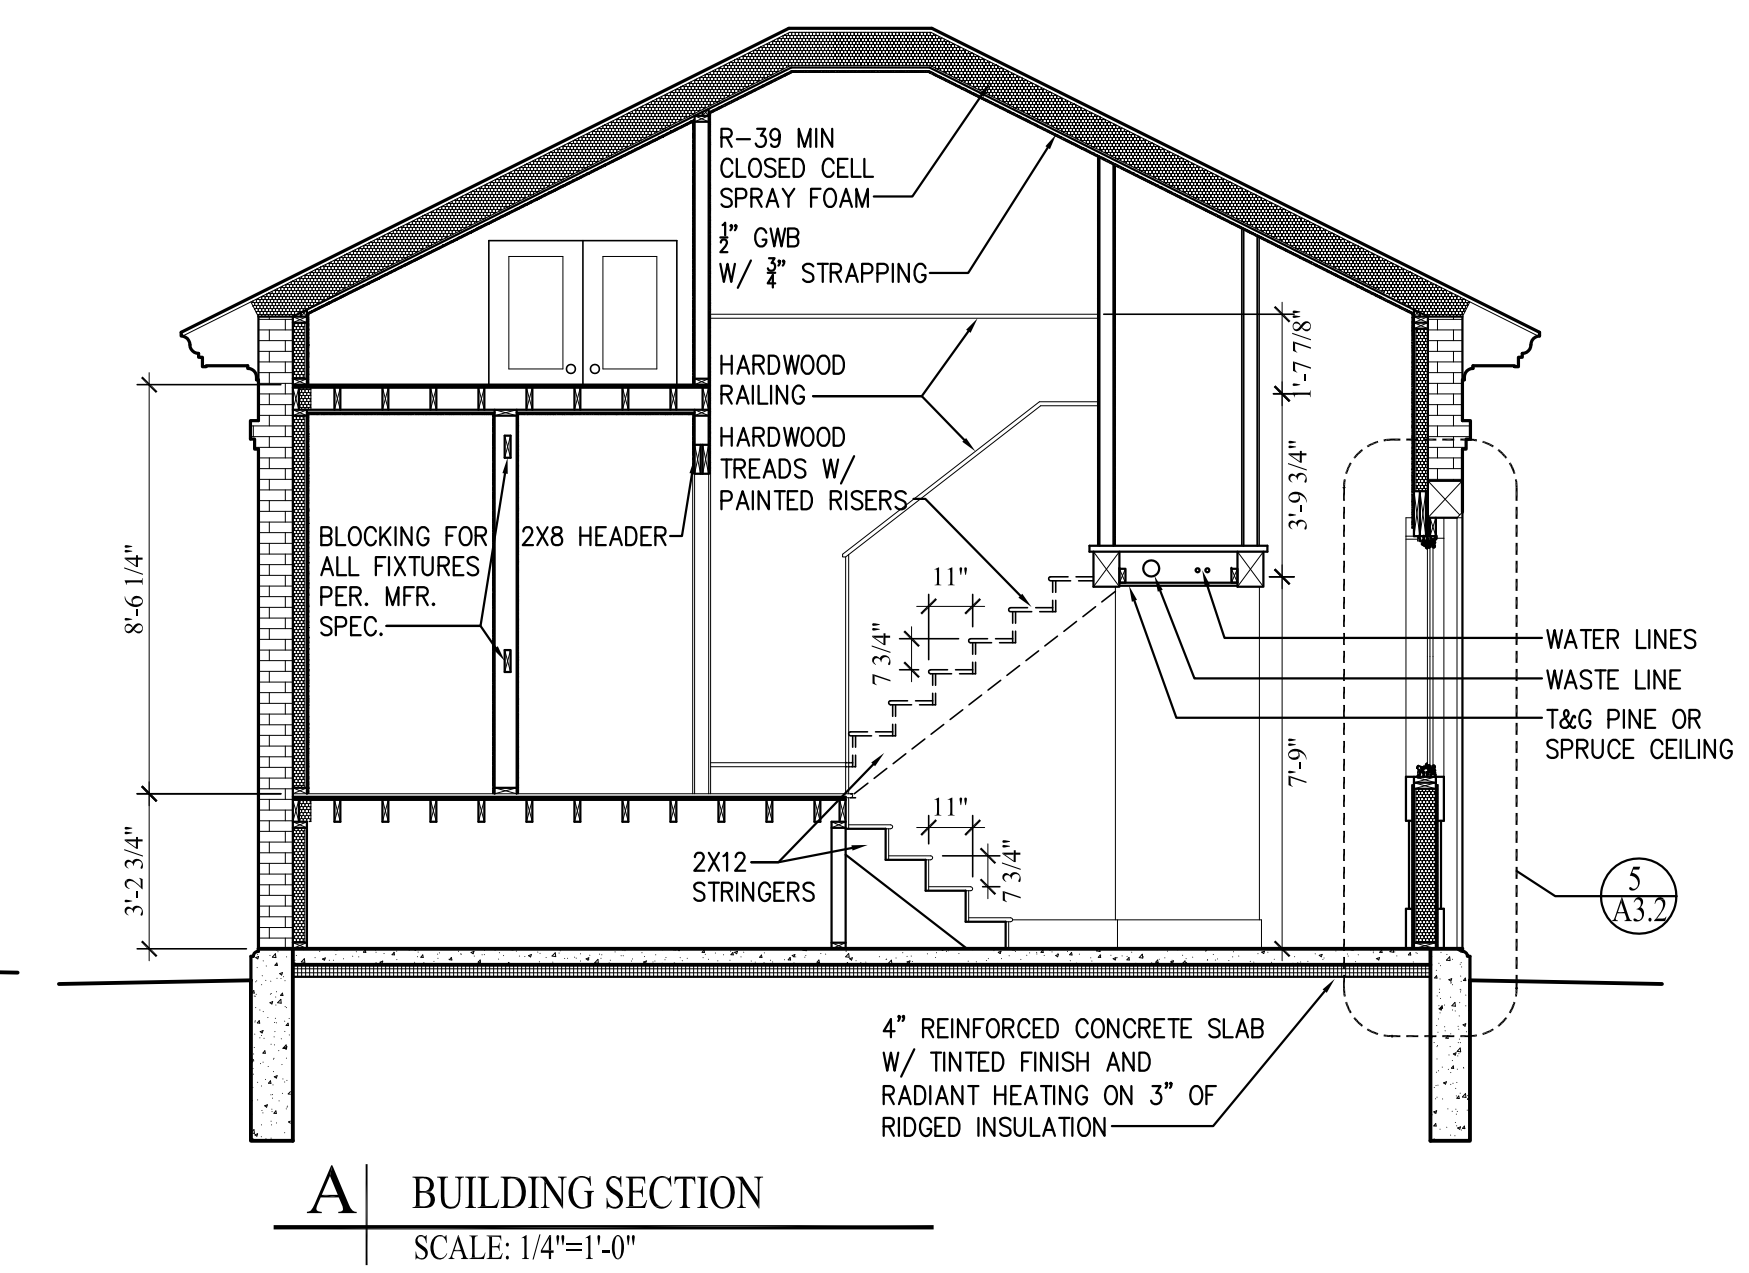 R-39 MIN
CLOSED CELL
SPRAY FOAM
1/2" GWB
W/ 3/4" STRAPPING
HARDWOOD
RAILING
HARDWOOD
TREADS W/
PAINTED RISERS
BLOCKING FOR
ALL FIXTURES
PER. MFR.
SPEC.
2X8 HEADER
8'-6 1/4"
3'-2 3/4"
11"
7 3/4"
11"
7 3/4"
2X12
STRINGERS
1'-7 7/8"
3'-9 3/4"
7'-9"
WATER LINES
WASTE LINE
T&G PINE OR
SPRUCE CEILING
5
A3.2
4" REINFORCED CONCRETE SLAB
W/ TINTED FINISH AND
RADIANT HEATING ON 3" OF
RIDGED INSULATION
A BUILDING SECTION
SCALE: 1/4"=1'-0"